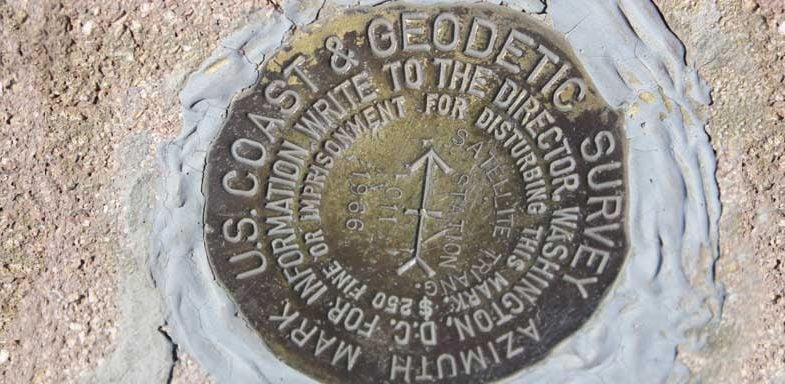 U.S. COAST & GEODETIC SURVEY
AZIMUTH MARK
FOR INFORMATION WRITE TO THE DIRECTOR, WASHINGTON, D.C.
$250 FINE OR IMPRISONMENT FOR DISTURBING THIS MARK.
SATELLITE TRIANG.
STATION
011
1966